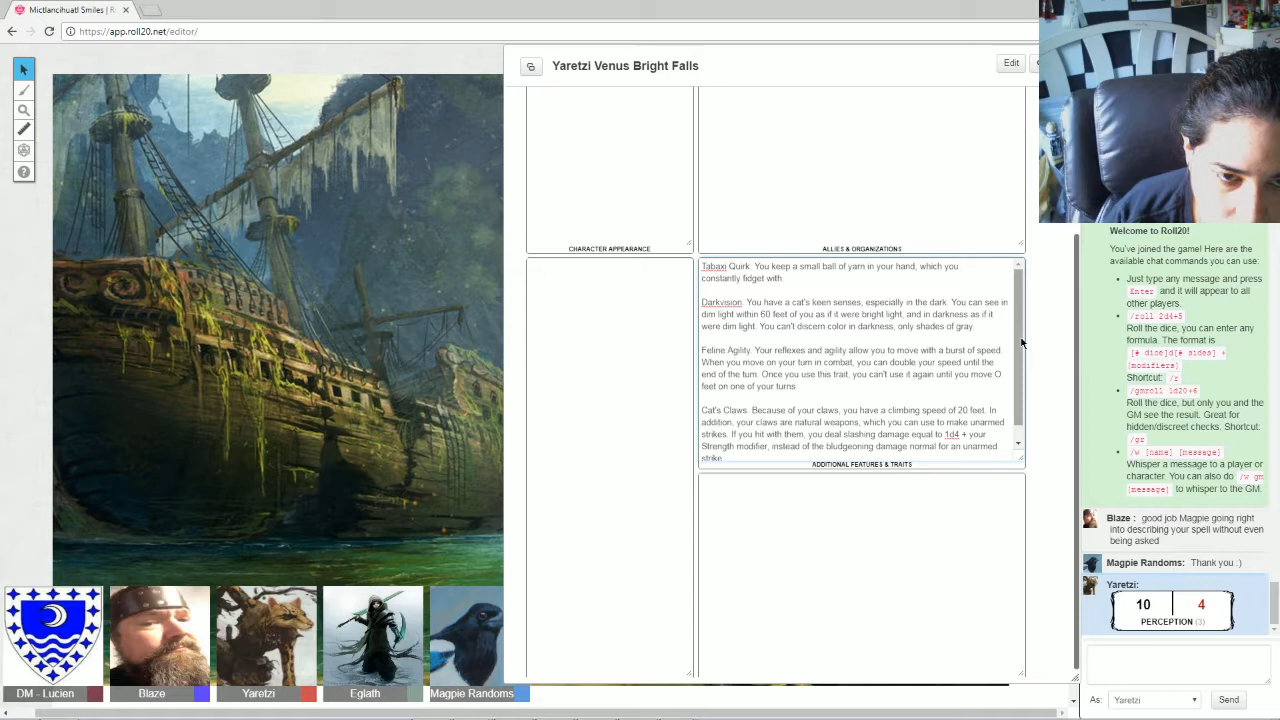 Mictlancihuatl Smiles | R
https://app.roll20.net/editor/
Yaretzi Venus Bright Falls
Edit
CHARACTER APPEARANCE
ALLIES & ORGANIZATIONS
Tabaxi Quirk: You keep a small ball of yarn in your hand, which you
constantly fidget with.
Darkvision. You have a cat's keen senses, especially in the dark. You can see in
dim light within 60 feet of you as if it were bright light, and in darkness as if it
were dim light. You can't discern color in darkness, only shades of gray.
Feline Agility. Your reflexes and agility allow you to move with a burst of speed.
When you move on your turn in combat, you can double your speed until the
end of the turn. Once you use this trait, you can't use it again until you move O
feet on one of your turns
Cat's Claws. Because of your claws, you have a climbing speed of 20 feet. In
addition, your claws are natural weapons, which you can use to make unarmed
strikes. If you hit with them, you deal slashing damage equal to 1d4 + your
Strength modifier, instead of the bludgeoning damage normal for an unarmed
strike.
ADDITIONAL FEATURES & TRAITS
Welcome to Roll20!
You've joined the game! Here are the
available chat commands you can use:
Just type any message and press
Enter and it will appear to all
other players.
/roll 2d4+5
Roll the dice, you can enter any
formula. The format is
[# dice]d[# sides] +
[modifiers]
Shortcut: /r
/gmroll 1d20+6
Roll the dice, but only you and the
GM see the result. Great for
hidden/discreet checks. Shortcut:
/gr
/w [name] [message]
Whisper a message to a player or
character. You can also do /w gm
[message] to whisper to the GM.
Blaze : good job Magpie going right
into describing your spell without even
being asked
Magpie Randoms: Thank you :)
Yaretzi:
10 4
PERCEPTION (3)
As: Yaretzi Send
DM - Lucien Blaze Yaretzi Eglath Magpie Randoms